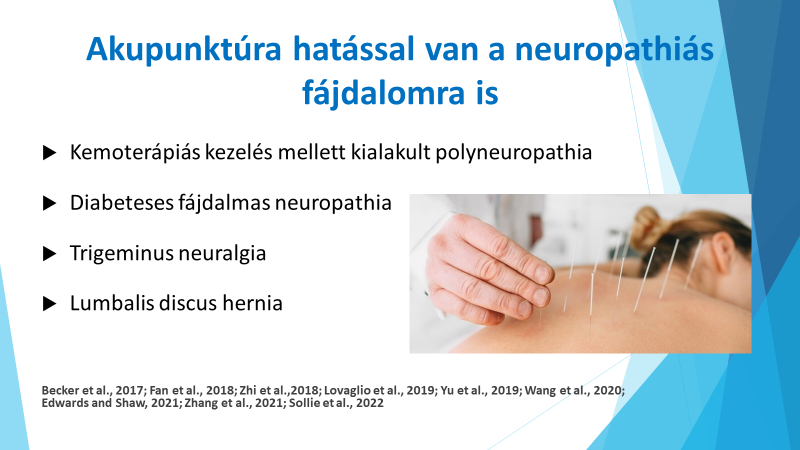 Akupunktúra hatással van a neuropathiás
fájdalomra is
Kemoterápiás kezelés mellett kialakult polyneuropathia
Diabeteses fájdalmas neuropathia
Trigeminus neuralgia
Lumbalis discus hernia
Becker et al., 2017; Fan et al., 2018; Zhi et al.,2018; Lovaglio et al., 2019; Yu et al., 2019; Wang et al., 2020;
Edwards and Shaw, 2021; Zhang et al., 2021; Sollie et al., 2022